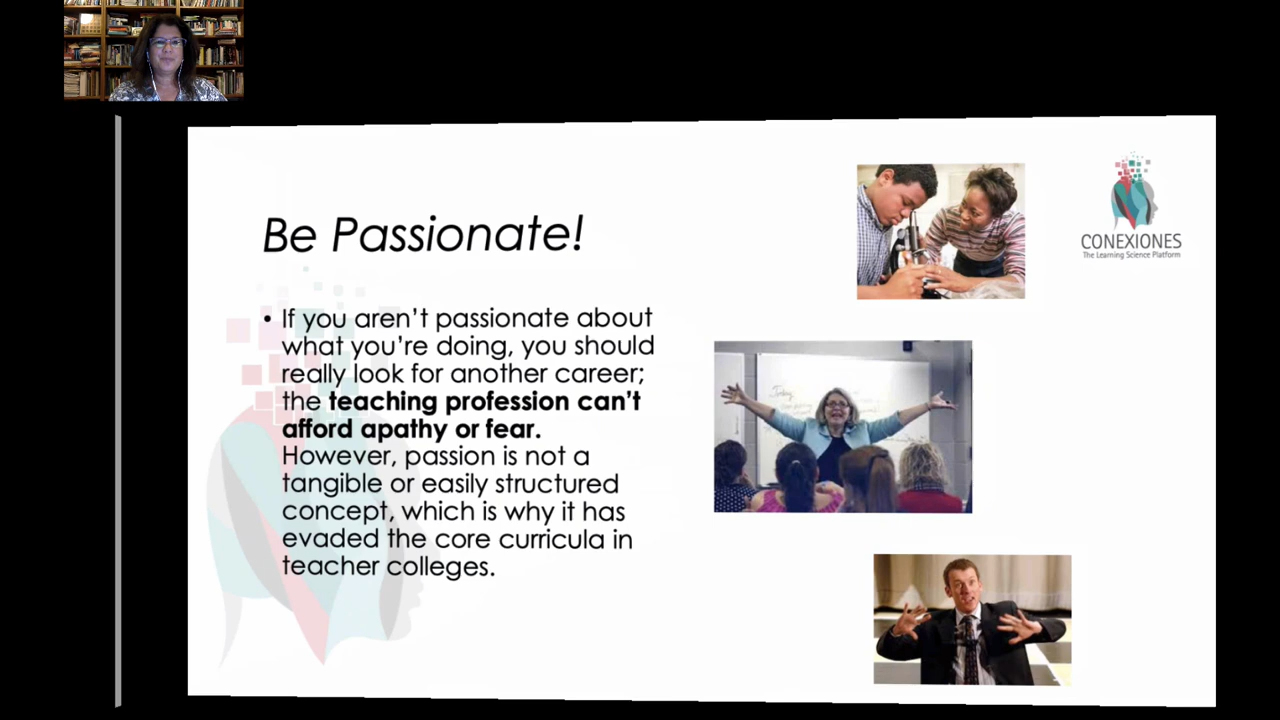 Be Passionate!
• If you aren't passionate about
what you're doing, you should
really look for another career;
the teaching profession can't
afford apathy or fear.
However, passion is not a
tangible or easily structured
concept, which is why it has
evaded the core curricula in
teacher colleges.
CONEXIONES
The Learning Science Platform